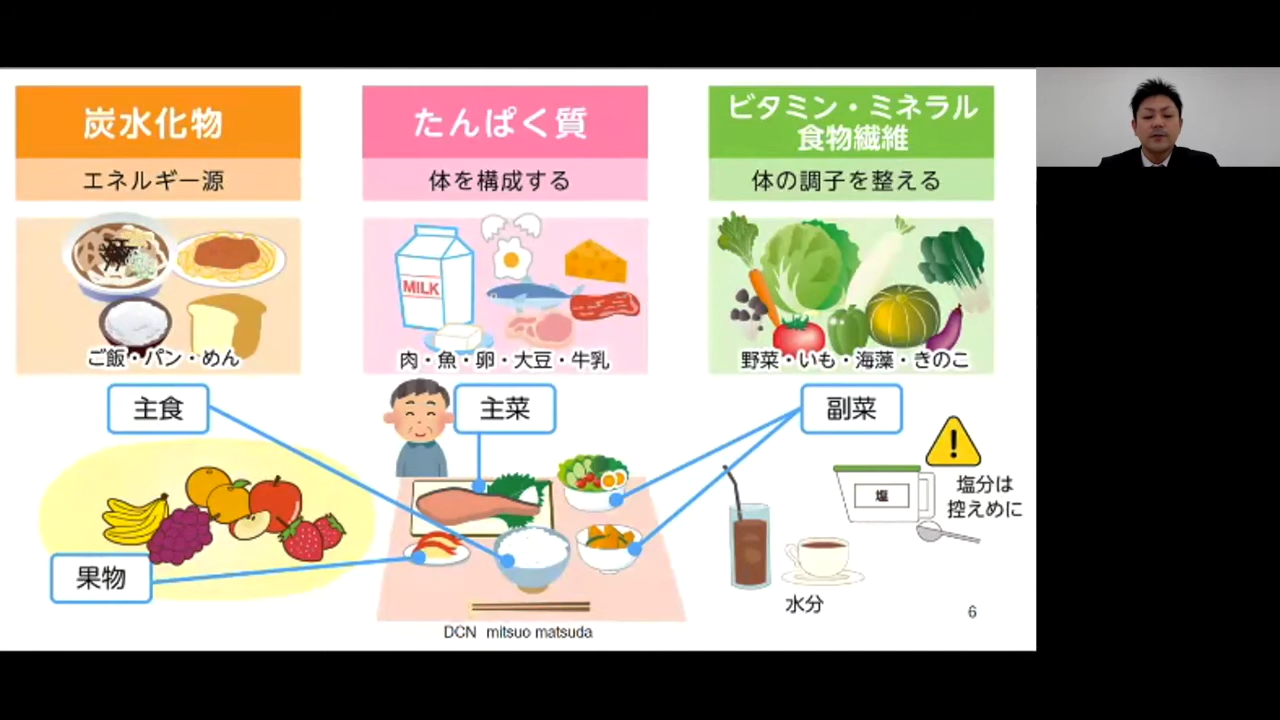 炭水化物
エネルギー源
ご飯・パン・めん
たんぱく質
体を構成する
MILK
肉・魚・卵・大豆・牛乳
ビタミン・ミネラル
食物繊維
体の調子を整える
野菜・いも・海藻・きのこ
主食
主菜
副菜
果物
塩
塩分は
控えめに
水分
6
DCN mitsuo matsuda